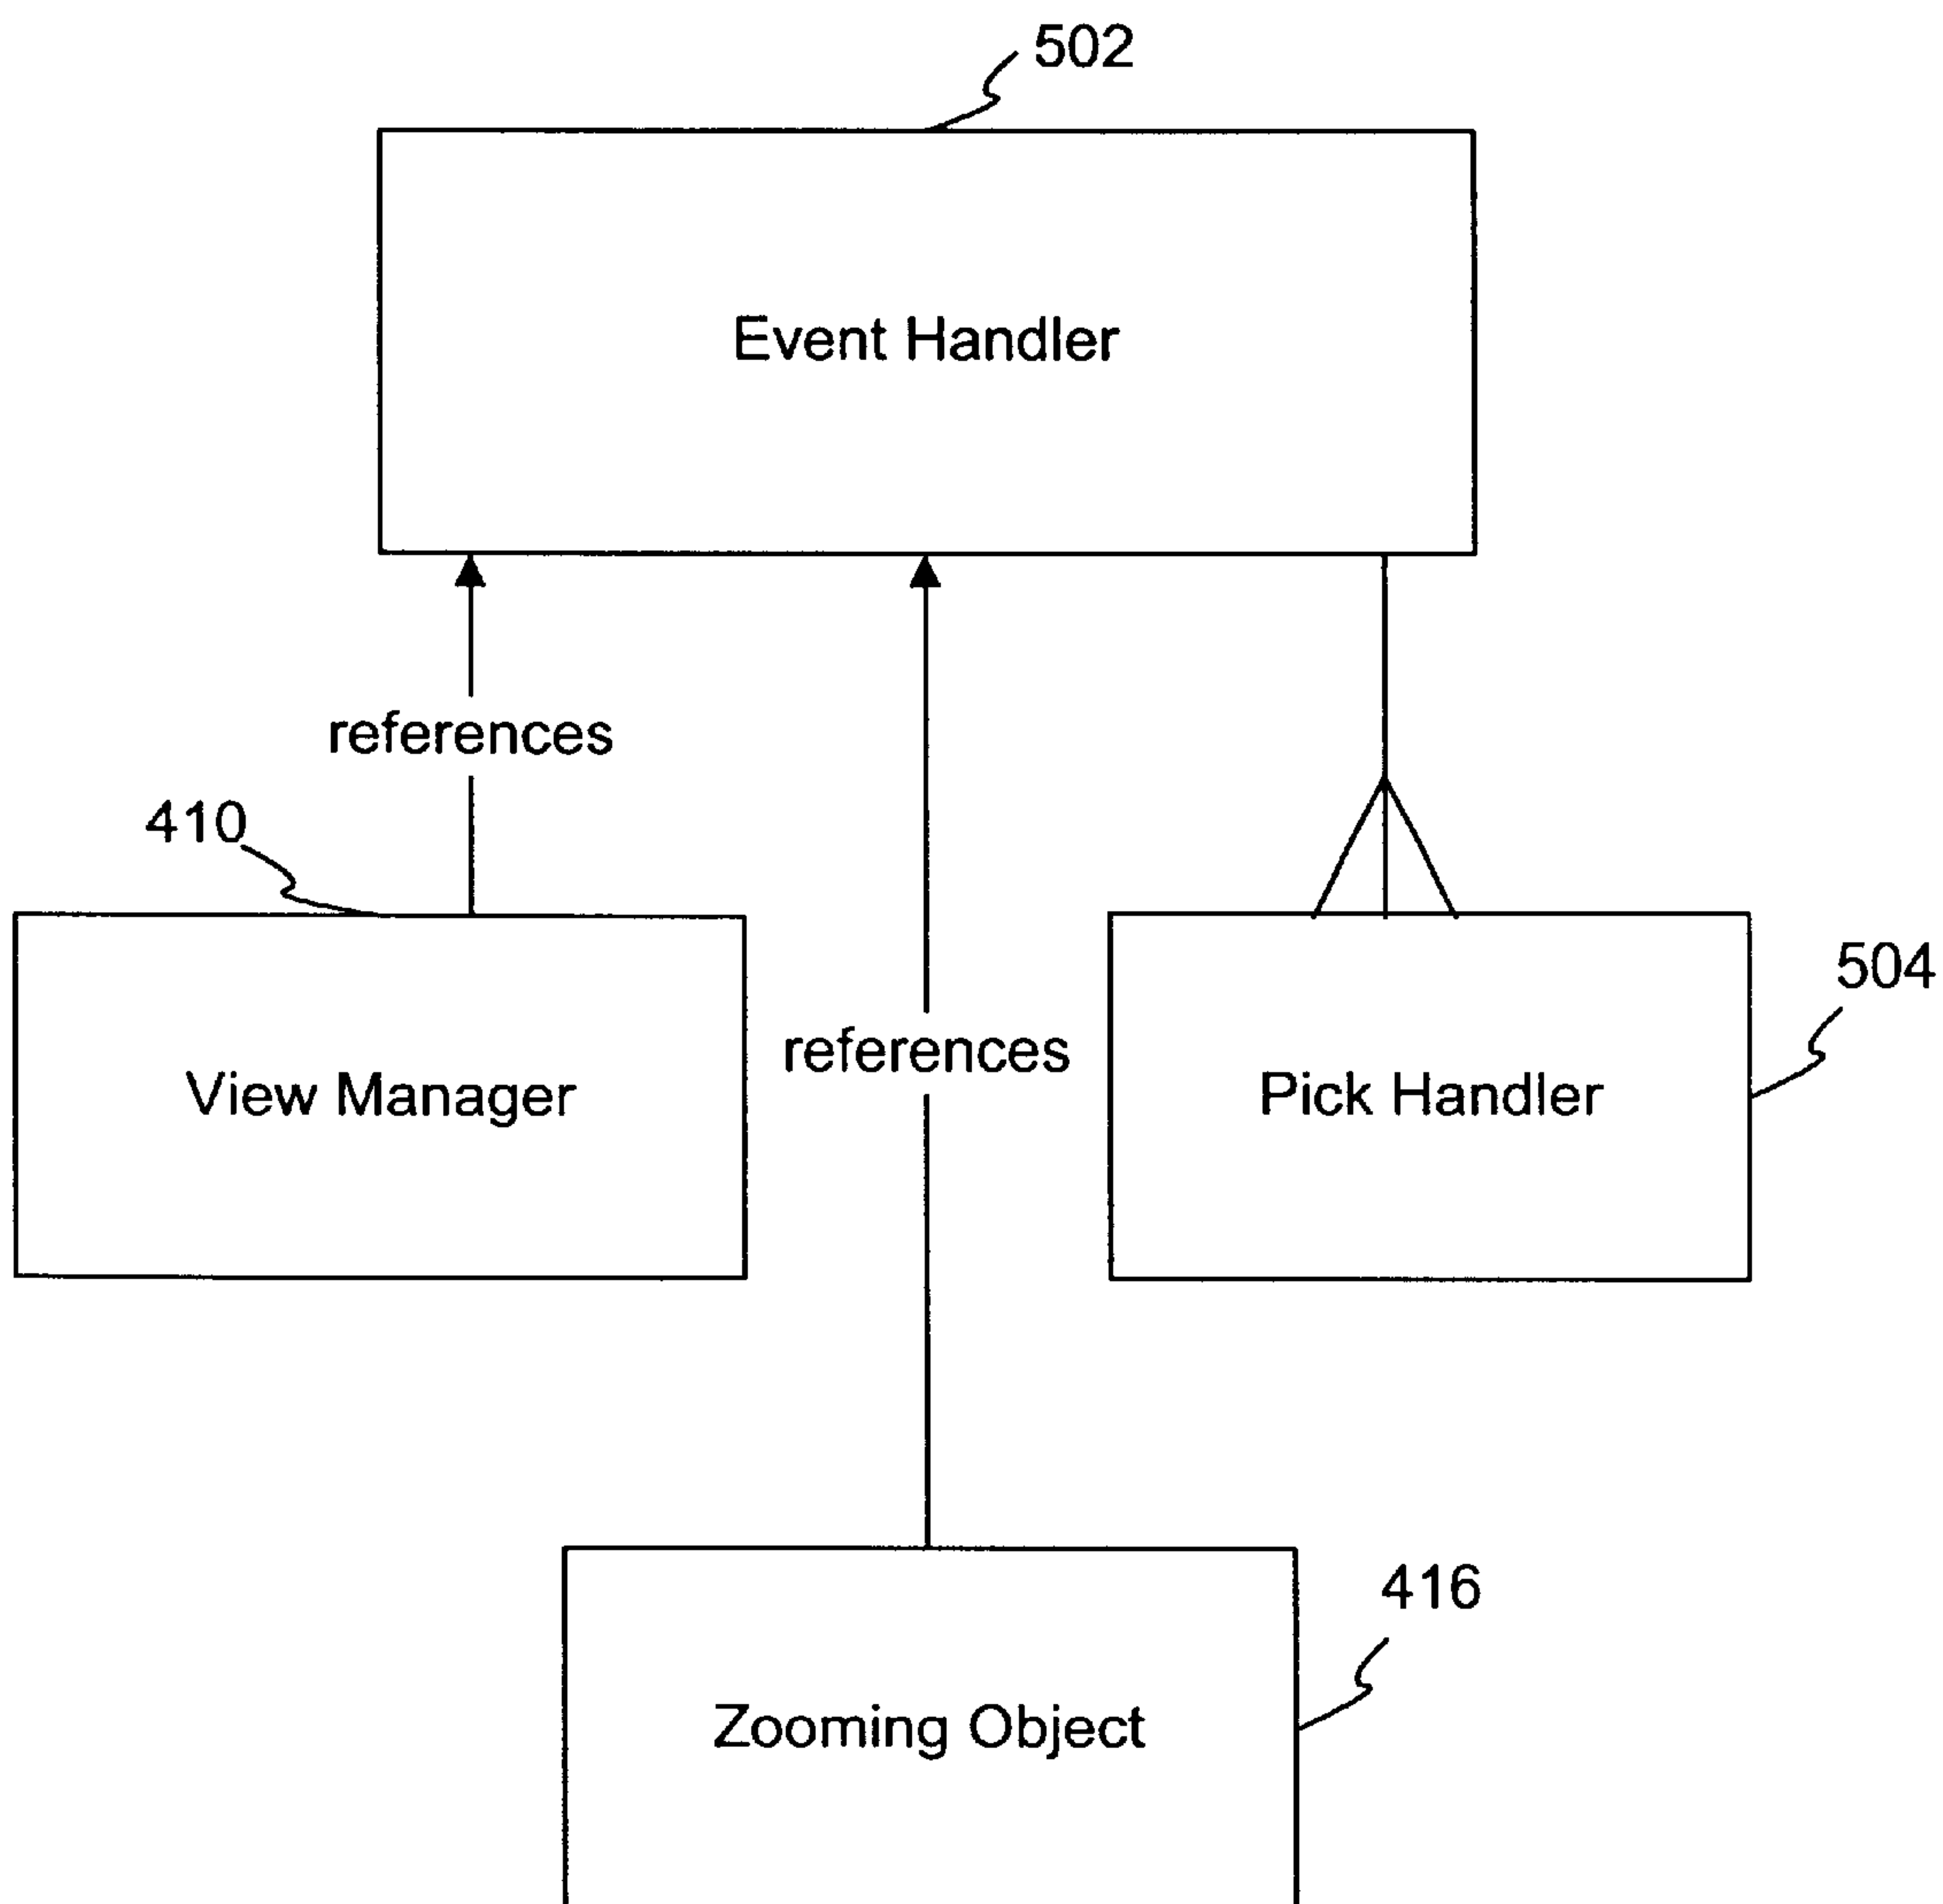 502
Event Handler
references
410
504
references
View Manager
Pick Handler
416
Zooming Object